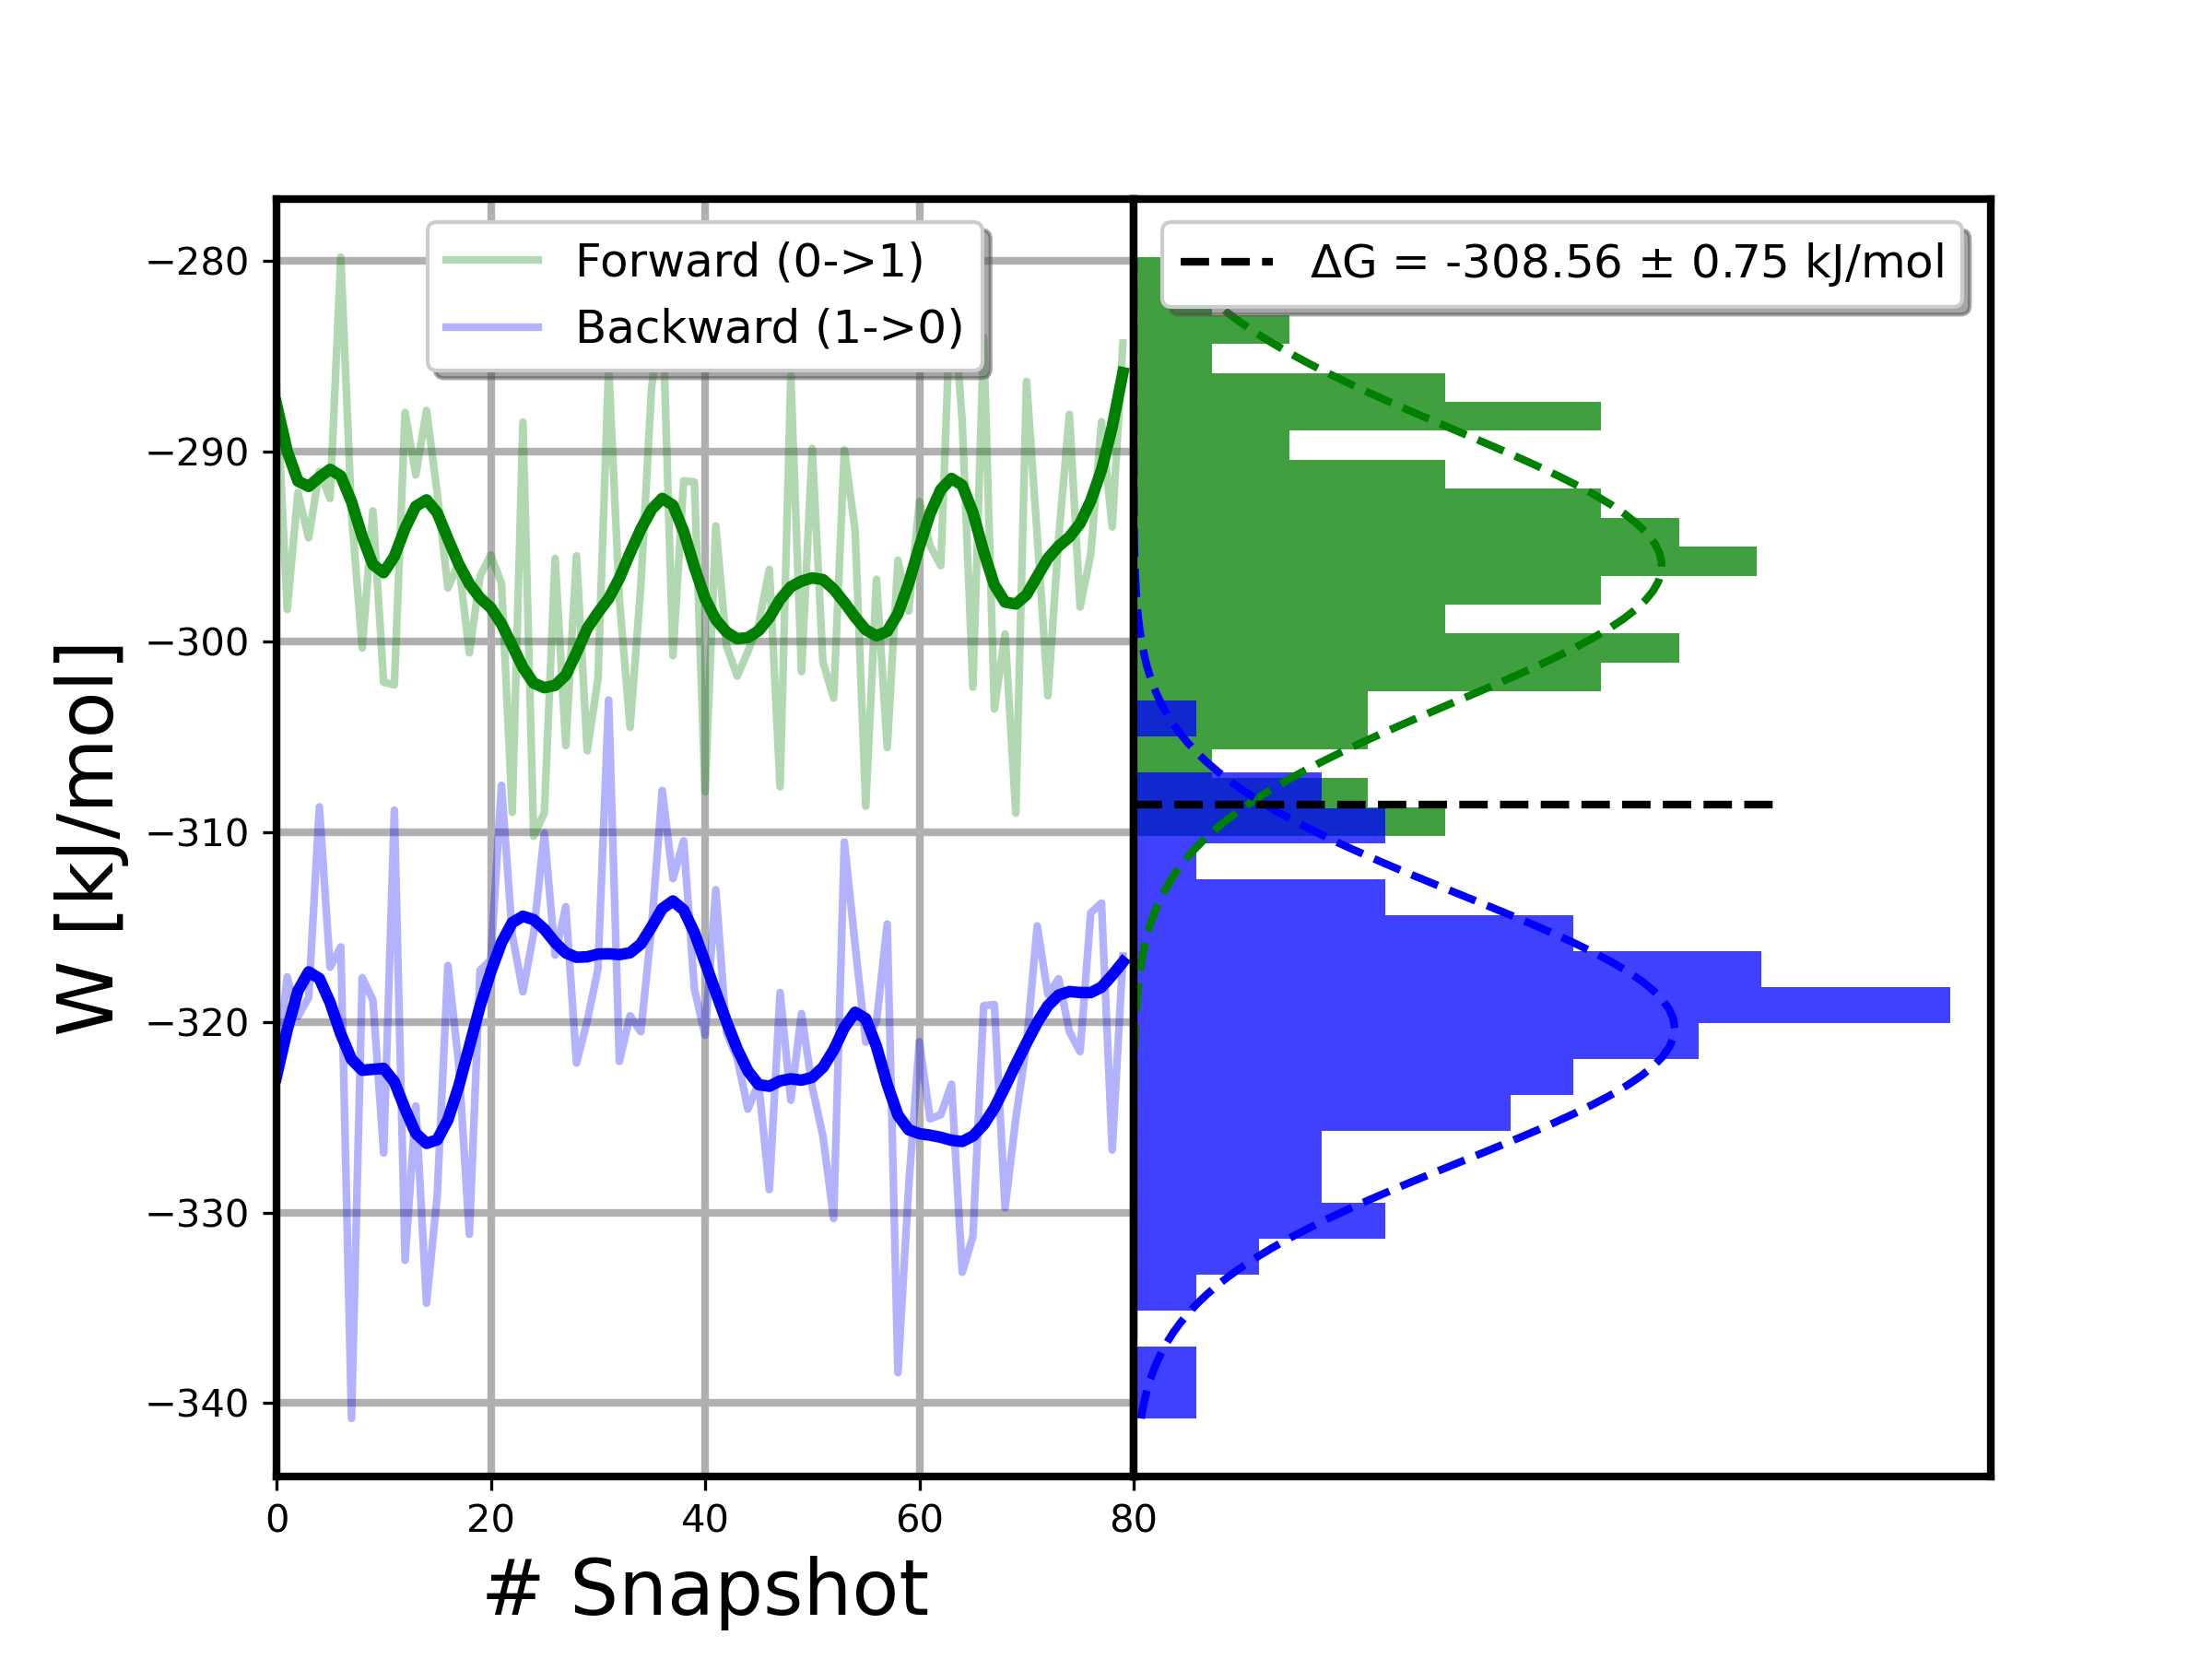 Forward (0->1)
Backward (1->0)
ΔG = -308.56 ± 0.75 kJ/mol
W [kJ/mol]
−280
−290
−300
−310
−320
−330
−340
0 20 40 60 80
# Snapshot